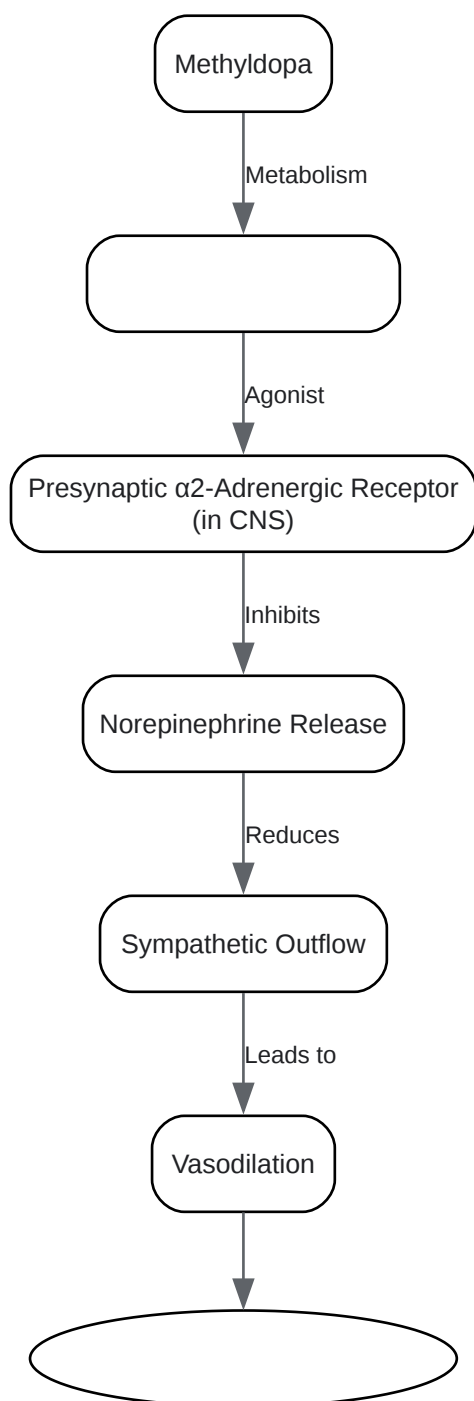 Methyldopa
Metabolism
Agonist
Presynaptic α2-Adrenergic Receptor
(in CNS)
Inhibits
Norepinephrine Release
Reduces
Sympathetic Outflow
Leads to
Vasodilation